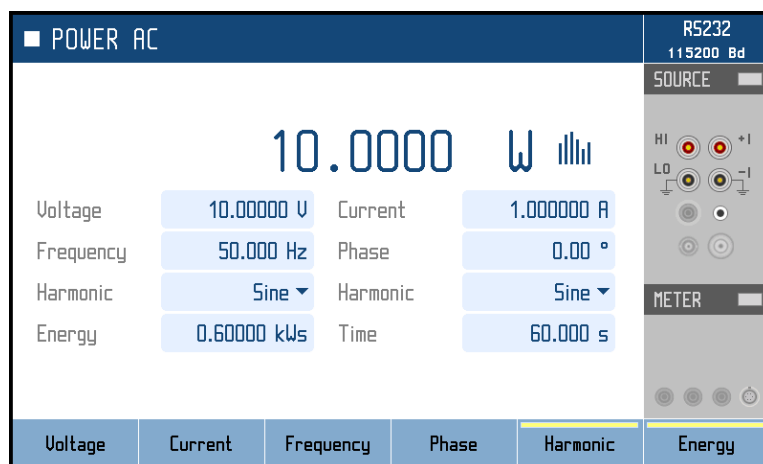 POWER AC
RS232
115200 Bd
SOURCE
10.0000 W
HI +I
LO -I
Voltage 10.00000 V Current 1.000000 A
Frequency 50.000 Hz Phase 0.00 °
Harmonic Sine Harmonic Sine
Energy 0.60000 kWs Time 60.000 s
METER
Voltage Current Frequency Phase Harmonic Energy